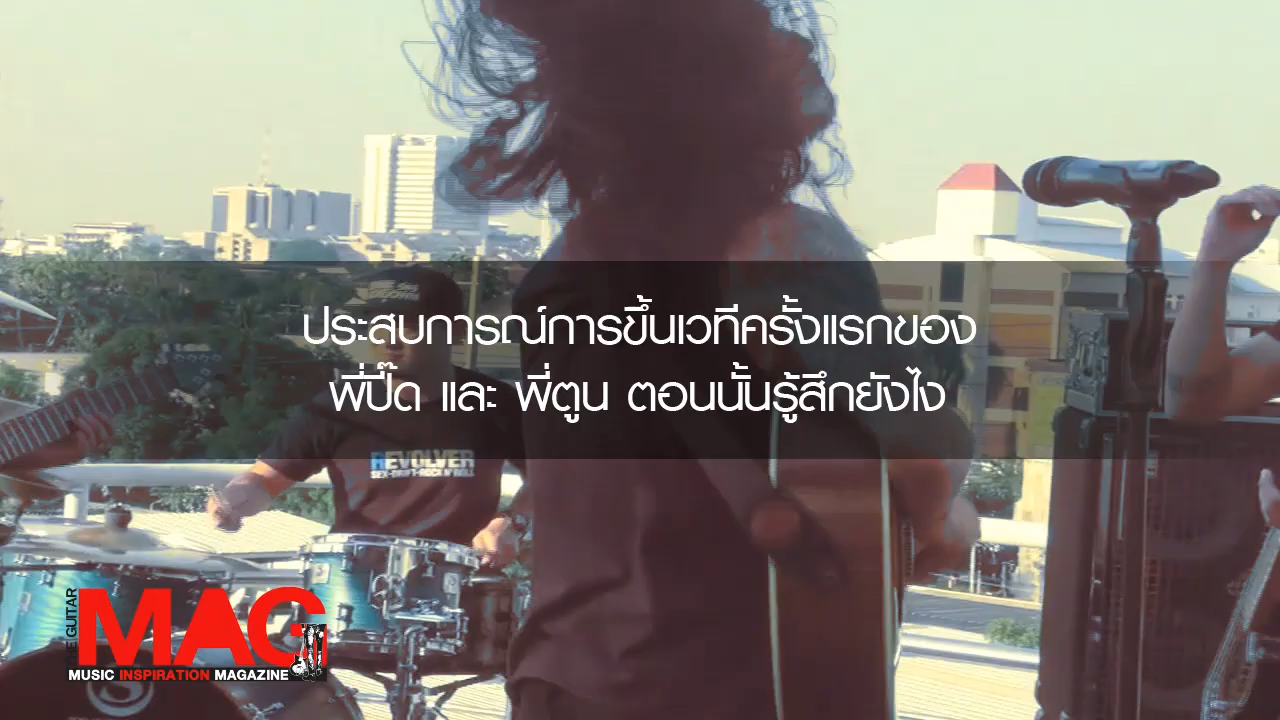 ประสบการณ์การขึ้นเวทีครั้งแรกของ
พี่ปี๊ด และ พี่ตูน ตอนนั้นรู้สึกยังไง
REVOLVER
THE GUITAR
MAG
MUSIC INSPIRATION MAGAZINE